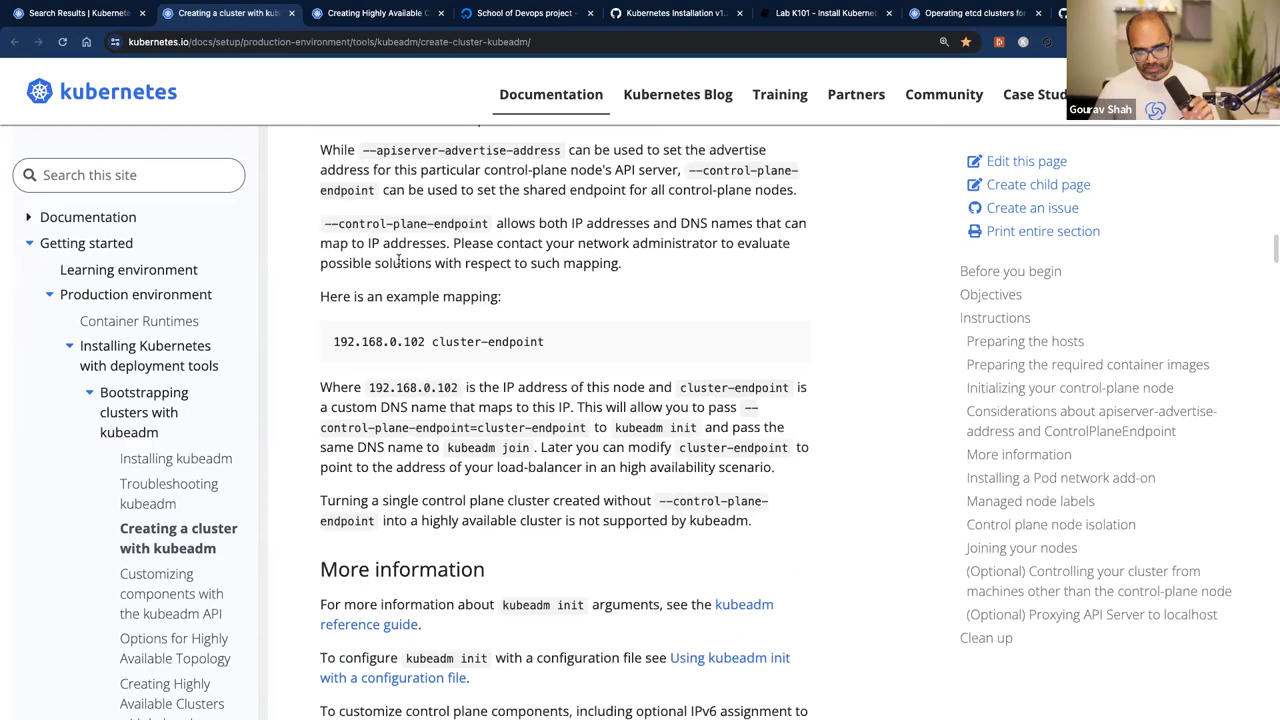 Search Results | Kubernete
Creating a cluster with kub
Creating Highly Available C
School of Devops project –
Kubernetes Installation v1.
Lab K101 - Install Kubernet
Operating etcd clusters for
kubernetes.io/docs/setup/production-environment/tools/kubeadm/create-cluster-kubeadm/
Gourav Shah
kubernetes
Documentation
Kubernetes Blog
Training
Partners
Community
Case Stud
Search this site
Documentation
Getting started
Learning environment
Production environment
Container Runtimes
Installing Kubernetes
with deployment tools
Bootstrapping
clusters with
kubeadm
Installing kubeadm
Troubleshooting
kubeadm
Creating a cluster
with kubeadm
Customizing
components with
the kubeadm API
Options for Highly
Available Topology
Creating Highly
Available Clusters
While --apiserver-advertise-address can be used to set the advertise
address for this particular control-plane node's API server, --control-plane-
endpoint can be used to set the shared endpoint for all control-plane nodes.
--control-plane-endpoint allows both IP addresses and DNS names that can
map to IP addresses. Please contact your network administrator to evaluate
possible solutions with respect to such mapping.
Here is an example mapping:
192.168.0.102 cluster-endpoint
Where 192.168.0.102 is the IP address of this node and cluster-endpoint is
a custom DNS name that maps to this IP. This will allow you to pass --
control-plane-endpoint=cluster-endpoint to kubeadm init and pass the
same DNS name to kubeadm join. Later you can modify cluster-endpoint to
point to the address of your load-balancer in an high availability scenario.
Turning a single control plane cluster created without --control-plane-
endpoint into a highly available cluster is not supported by kubeadm.
More information
For more information about kubeadm init arguments, see the kubeadm
reference guide.
To configure kubeadm init with a configuration file see Using kubeadm init
with a configuration file.
To customize control plane components, including optional IPv6 assignment to
Edit this page
Create child page
Create an issue
Print entire section
Before you begin
Objectives
Instructions
Preparing the hosts
Preparing the required container images
Initializing your control-plane node
Considerations about apiserver-advertise-
address and ControlPlaneEndpoint
More information
Installing a Pod network add-on
Managed node labels
Control plane node isolation
Joining your nodes
(Optional) Controlling your cluster from
machines other than the control-plane node
(Optional) Proxying API Server to localhost
Clean up